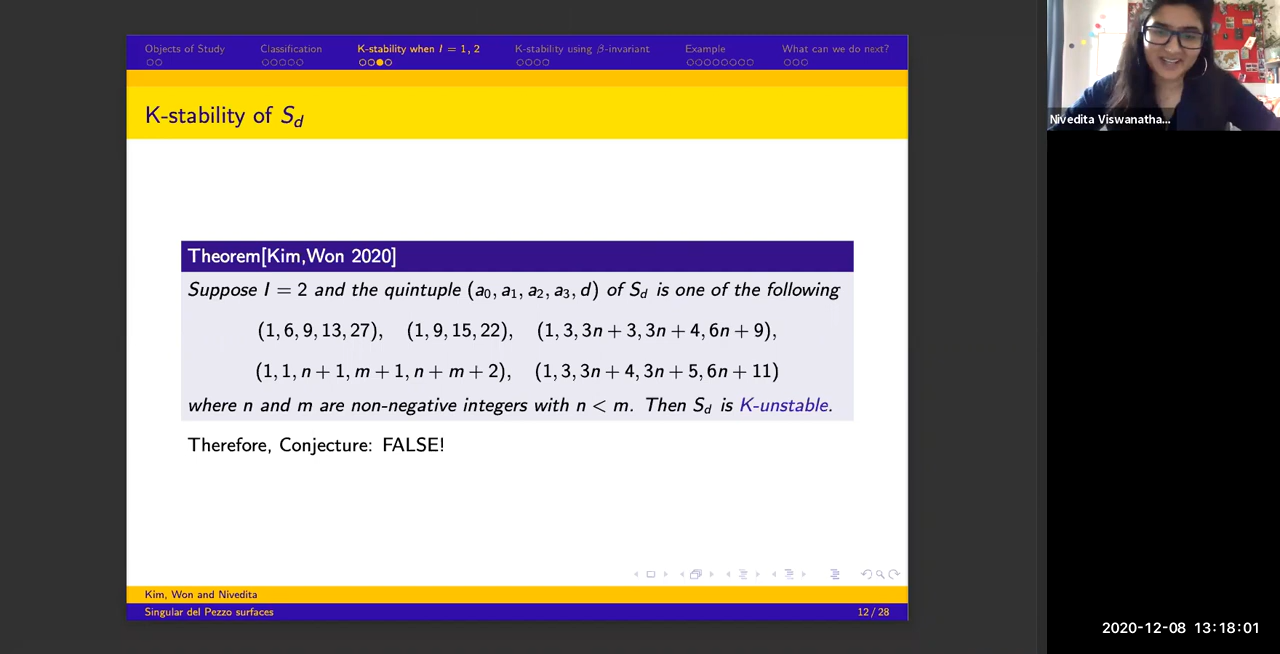 Objects of Study Classification K-stability when I = 1, 2 K-stability using β-invariant Example What can we do next?
K-stability of S_d
Nivedita Viswanatha...
Theorem[Kim,Won 2020]
Suppose I = 2 and the quintuple (a₀, a₁, a₂, a₃, d) of S_d is one of the following
(1, 6, 9, 13, 27), (1, 9, 15, 22), (1, 3, 3n + 3, 3n + 4, 6n + 9),
(1, 1, n + 1, m + 1, n + m + 2), (1, 3, 3n + 4, 3n + 5, 6n + 11)
where n and m are non-negative integers with n < m. Then S_d is K-unstable.
Therefore, Conjecture: FALSE!
Kim, Won and Nivedita
Singular del Pezzo surfaces 12 / 28
2020-12-08 13:18:01